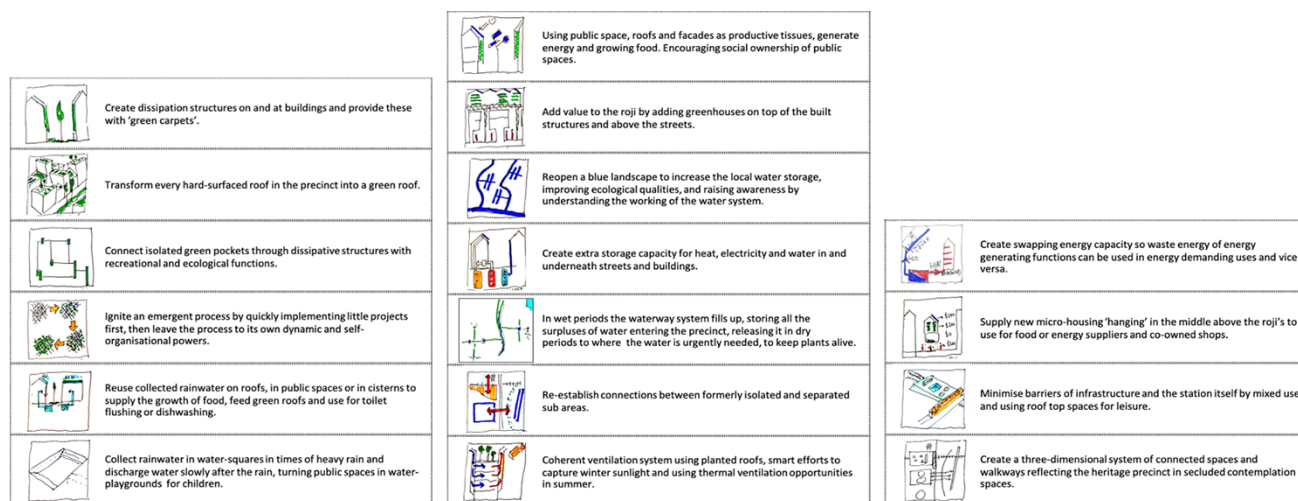 Create dissipation structures on and at buildings and provide these
with 'green carpets'.
Transform every hard-surfaced roof in the precinct into a green roof.
Connect isolated green pockets through dissipative structures with
recreational and ecological functions.
Ignite an emergent process by quickly implementing little projects
first, then leave the process to its own dynamic and self-
organisational powers.
Reuse collected rainwater on roofs, in public spaces or in cisterns to
supply the growth of food, feed green roofs and use for toilet
flushing or dishwashing.
Collect rainwater in water-squares in times of heavy rain and
discharge water slowly after the rain, turning public spaces in water-
playgrounds for children.
Using public space, roofs and facades as productive tissues, generate
energy and growing food. Encouraging social ownership of public
spaces.
Add value to the roji by adding greenhouses on top of the built
structures and above the streets.
Reopen a blue landscape to increase the local water storage,
improving ecological qualities, and raising awareness by
understanding the working of the water system.
Create extra storage capacity for heat, electricity and water in and
underneath streets and buildings.
In wet periods the waterway system fills up, storing all the
surpluses of water entering the precinct, releasing it in dry
periods to where the water is urgently needed, to keep plants alive.
Re-establish connections between formerly isolated and separated
sub areas.
Coherent ventilation system using planted roofs, smart efforts to
capture winter sunlight and using thermal ventilation opportunities
in summer.
Create swapping energy capacity so waste energy of energy
generating functions can be used in energy demanding uses and vice
versa.
Supply new micro-housing 'hanging' in the middle above the roji's to
use for food or energy suppliers and co-owned shops.
Minimise barriers of infrastructure and the station itself by mixed use
and using roof top spaces for leisure.
Create a three-dimensional system of connected spaces and
walkways reflecting the heritage precinct in secluded contemplation
spaces.